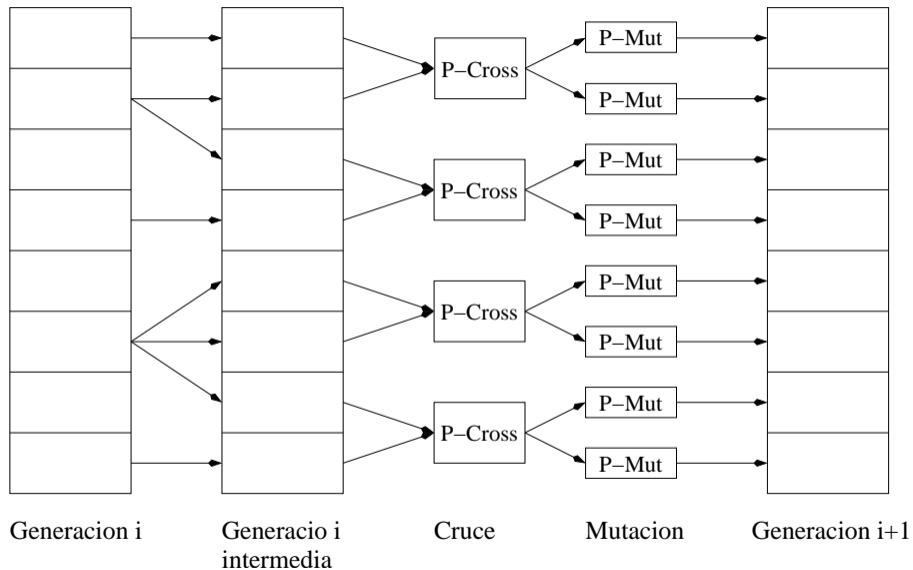 P−Mut
P−Cross
P−Mut
P−Mut
P−Cross
P−Mut
P−Mut
P−Cross
P−Mut
P−Mut
P−Cross
P−Mut
Generacion i
Generacio i
intermedia
Cruce
Mutacion
Generacion i+1